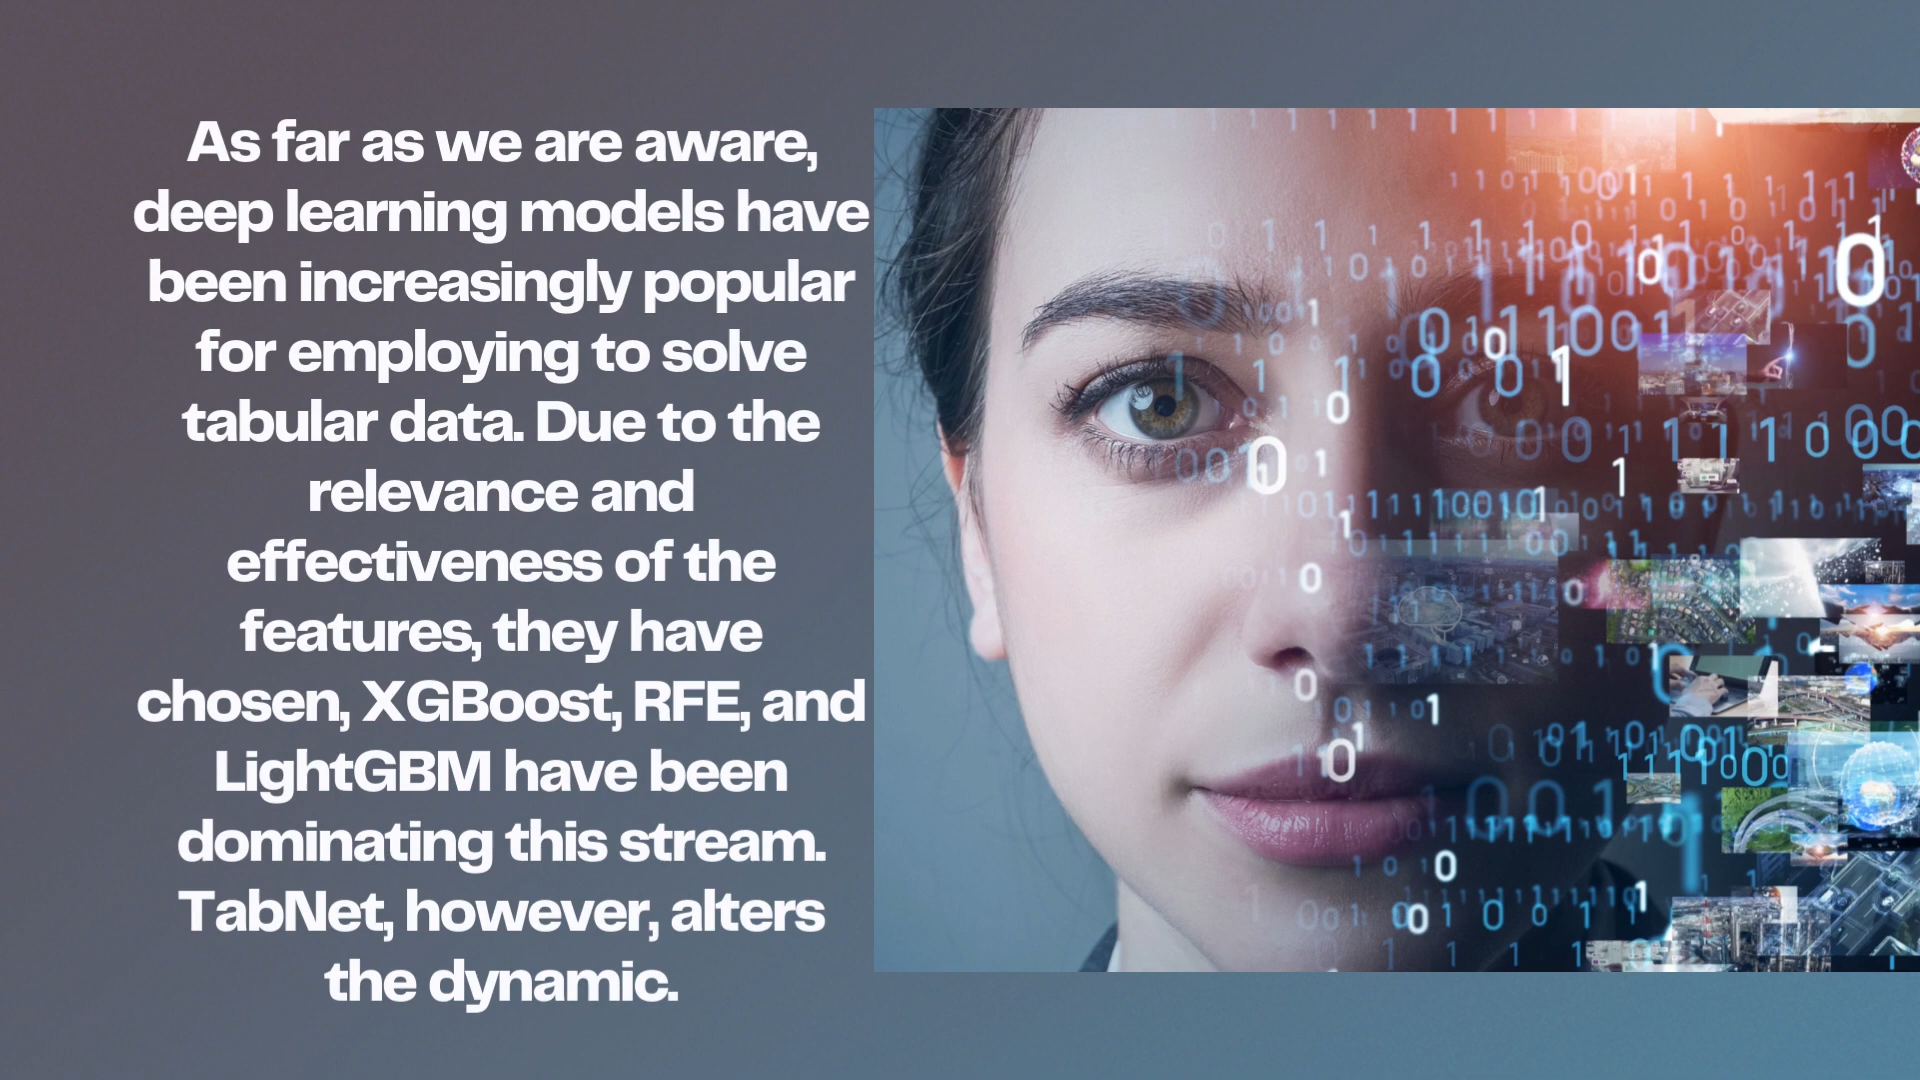 As far as we are aware,
deep learning models have
been increasingly popular
for employing to solve
tabular data. Due to the
relevance and
effectiveness of the
features, they have
chosen, XGBoost, RFE, and
LightGBM have been
dominating this stream.
TabNet, however, alters
the dynamic.